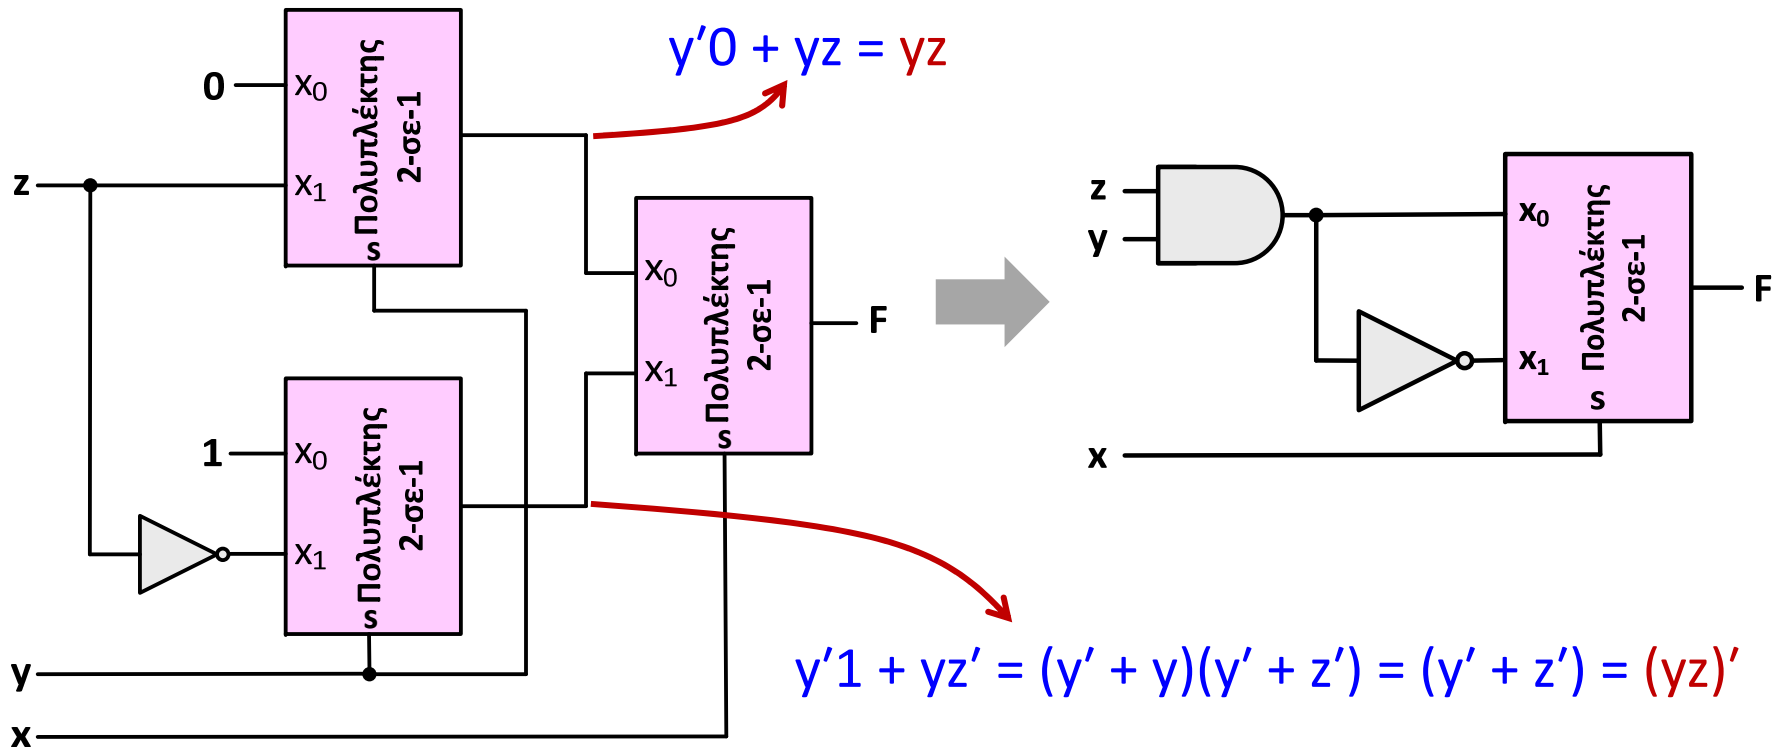 0
x0
x1
Πολυπλέκτης
2-σε-1
s
z
y′0 + yz = yz
1
x0
x1
Πολυπλέκτης
2-σε-1
s
y
x
x0
x1
Πολυπλέκτης
2-σε-1
s
F
z
y
x0
x1
Πολυπλέκτης
2-σε-1
s
F
x
y′1 + yz′ = (y′ + y)(y′ + z′) = (y′ + z′) = (yz)′